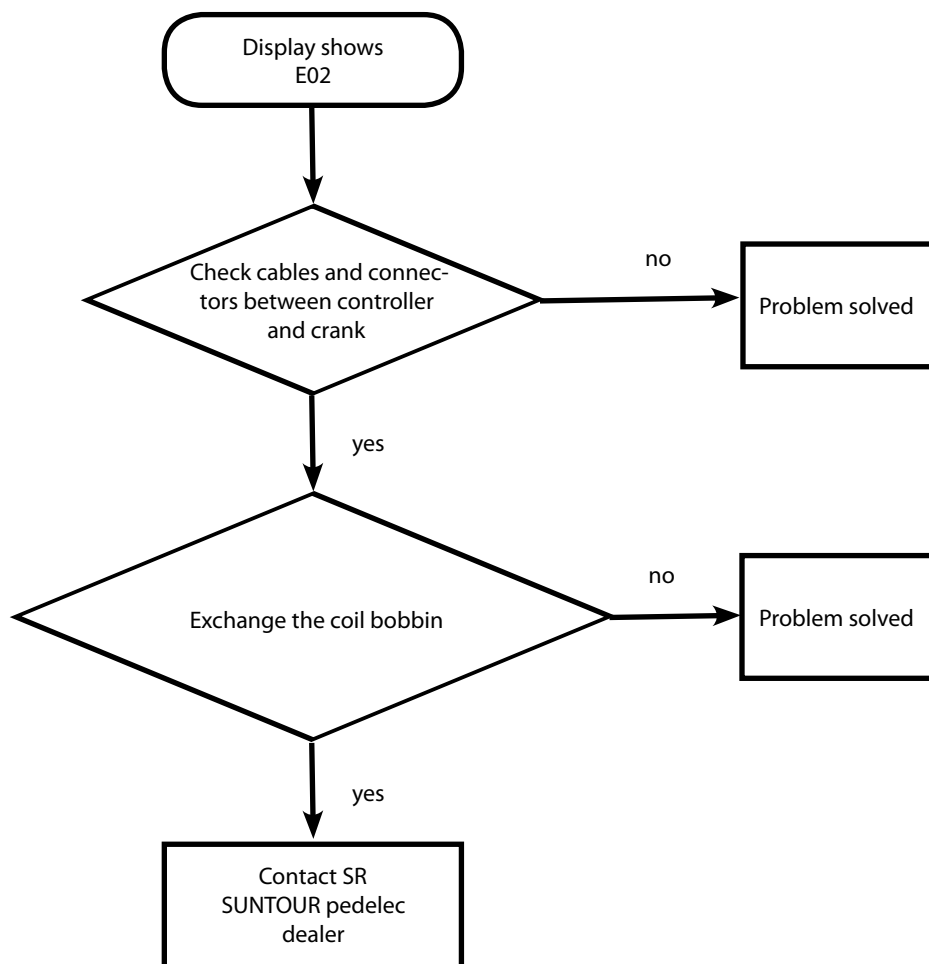 Display shows
E02
Check cables and connec-
tors between controller
and crank
no
Problem solved
yes
Exchange the coil bobbin
no
Problem solved
yes
Contact SR
SUNTOUR pedelec
dealer